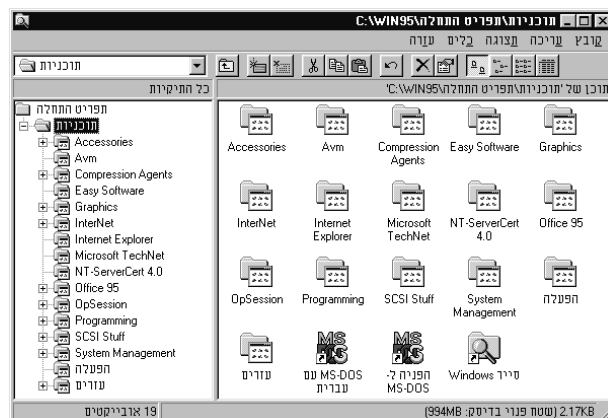 C:\WIN95\תוכניות\תפריט התחלה
קובץ עריכה תצוגה כלים עזרה
תוכניות
כל התיקיות
תוכן של 'תוכניות\תפריט התחלה\C:\WIN95'
תפריט התחלה
תוכניות
Accessories
Avm
Compression Agents
Easy Software
Graphics
InterNet
Internet Explorer
Microsoft TechNet
NT-ServerCert 4.0
Office 95
OpSession
Programming
SCSI Stuff
System Management
הפעלה
עזרים
Accessories
Avm
Compression
Agents
Easy Software
Graphics
InterNet
Internet
Explorer
Microsoft
TechNet
NT-ServerCert
4.0
Office 95
OpSession
Programming
SCSI Stuff
System
Management
הפעלה
עזרים
MS-DOS עם
עברית
הפניה ל-
MS-DOS
סייר Windows
19 אובייקטים
2.17KB (שטח פנוי בדיסק: 994MB)